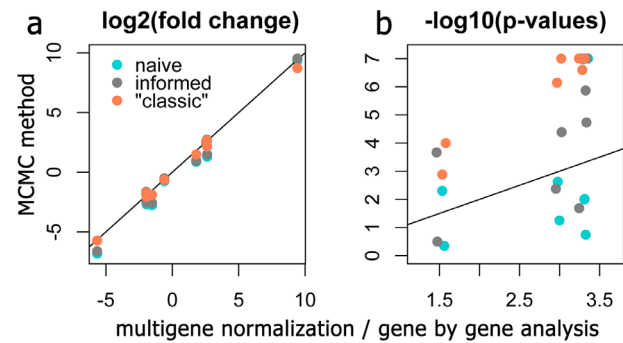 a
log2(fold change)
b
-log10(p-values)
MCMC method
10
5
0
-5
naive
informed
"classic"
-5
0
5
10
7
6
5
4
3
2
1
0
1.5
2.5
3.5
multigene normalization / gene by gene analysis